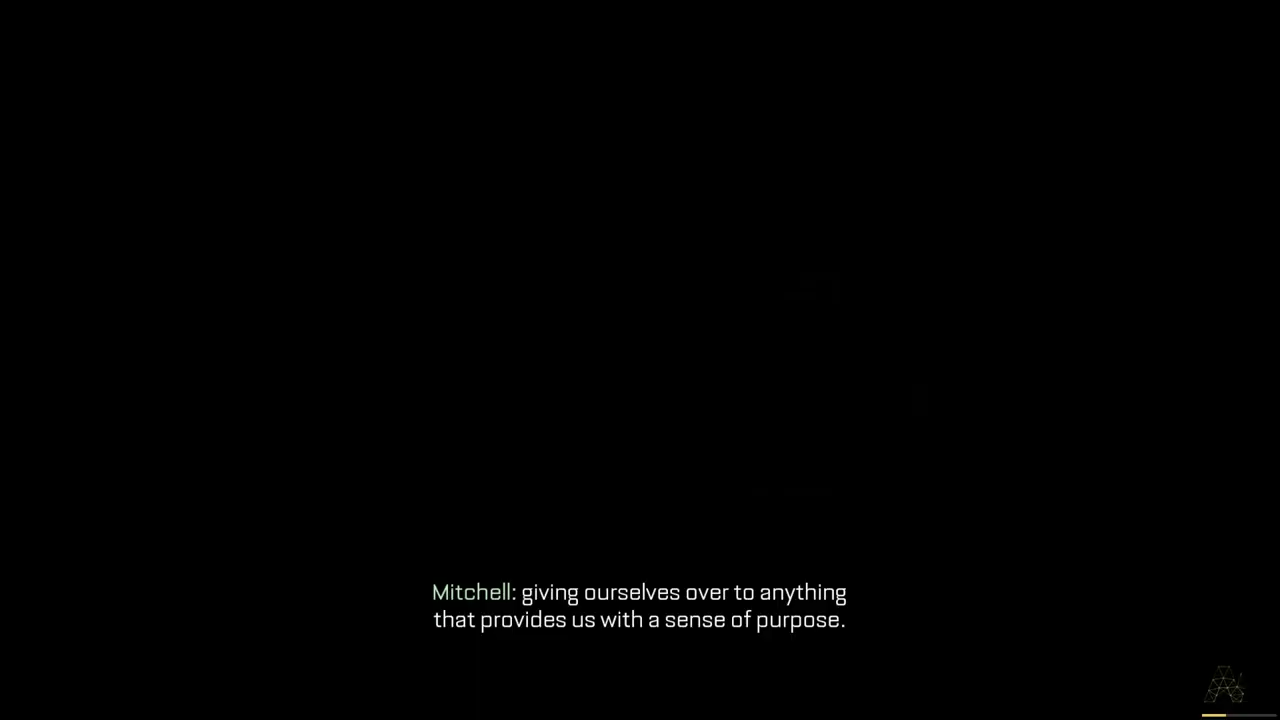 Mitchell: giving ourselves over to anything
that provides us with a sense of purpose.